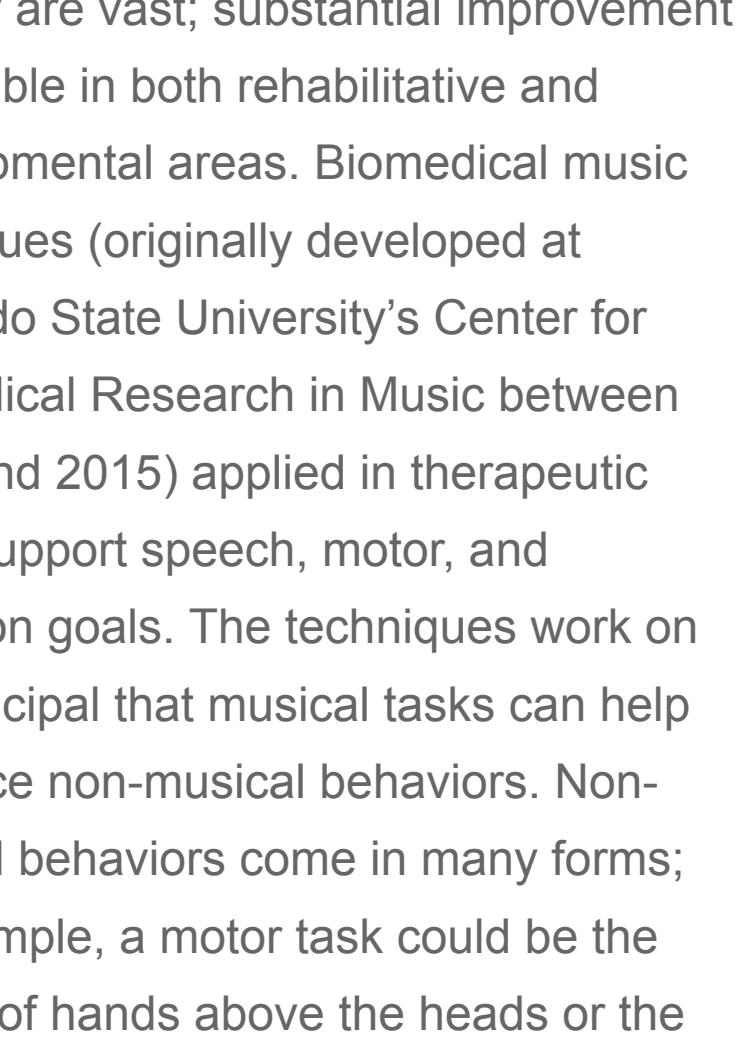 are vast; substantial improvement
ble in both rehabilitative and
omental areas. Biomedical music
ues (originally developed at
do State University’s Center for
lical Research in Music between
nd 2015) applied in therapeutic
upport speech, motor, and
on goals. The techniques work on
cipal that musical tasks can help
ce non-musical behaviors. Non-
l behaviors come in many forms;
mple, a motor task could be the
of hands above the heads or the